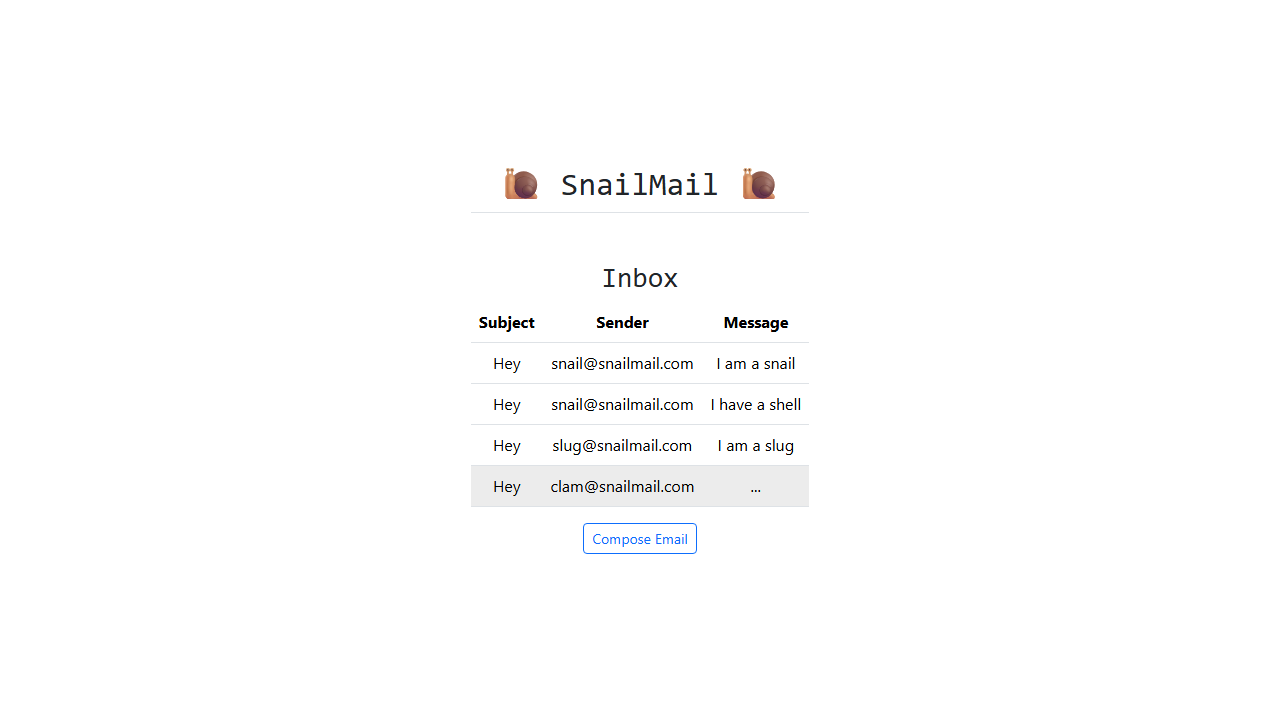 🐌 SnailMail 🐌
Inbox
Subject Sender Message
Hey snail@snailmail.com I am a snail
Hey snail@snailmail.com I have a shell
Hey slug@snailmail.com I am a slug
Hey clam@snailmail.com ...
Compose Email